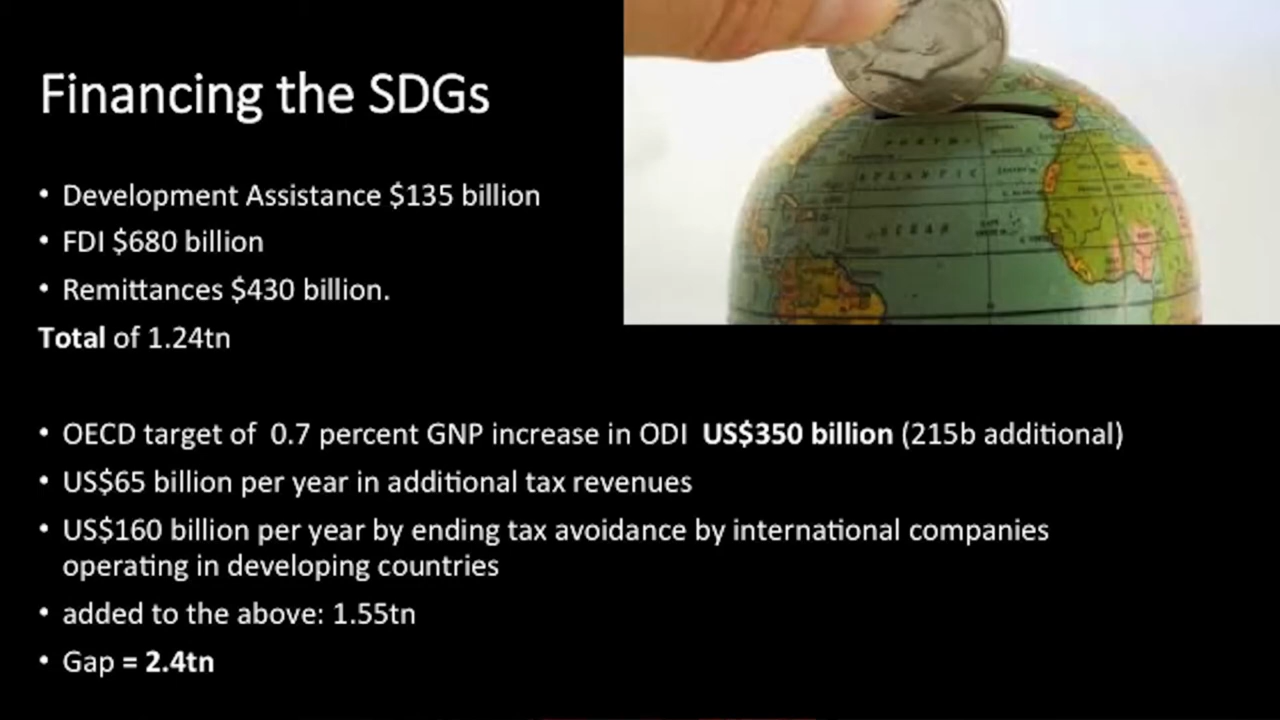 Financing the SDGs
• Development Assistance $135 billion
• FDI $680 billion
• Remittances $430 billion.
Total of 1.24tn
• OECD target of 0.7 percent GNP increase in ODI US$350 billion (215b additional)
• US$65 billion per year in additional tax revenues
• US$160 billion per year by ending tax avoidance by international companies
operating in developing countries
• added to the above: 1.55tn
• Gap = 2.4tn
ATLANTIC
OCEAN